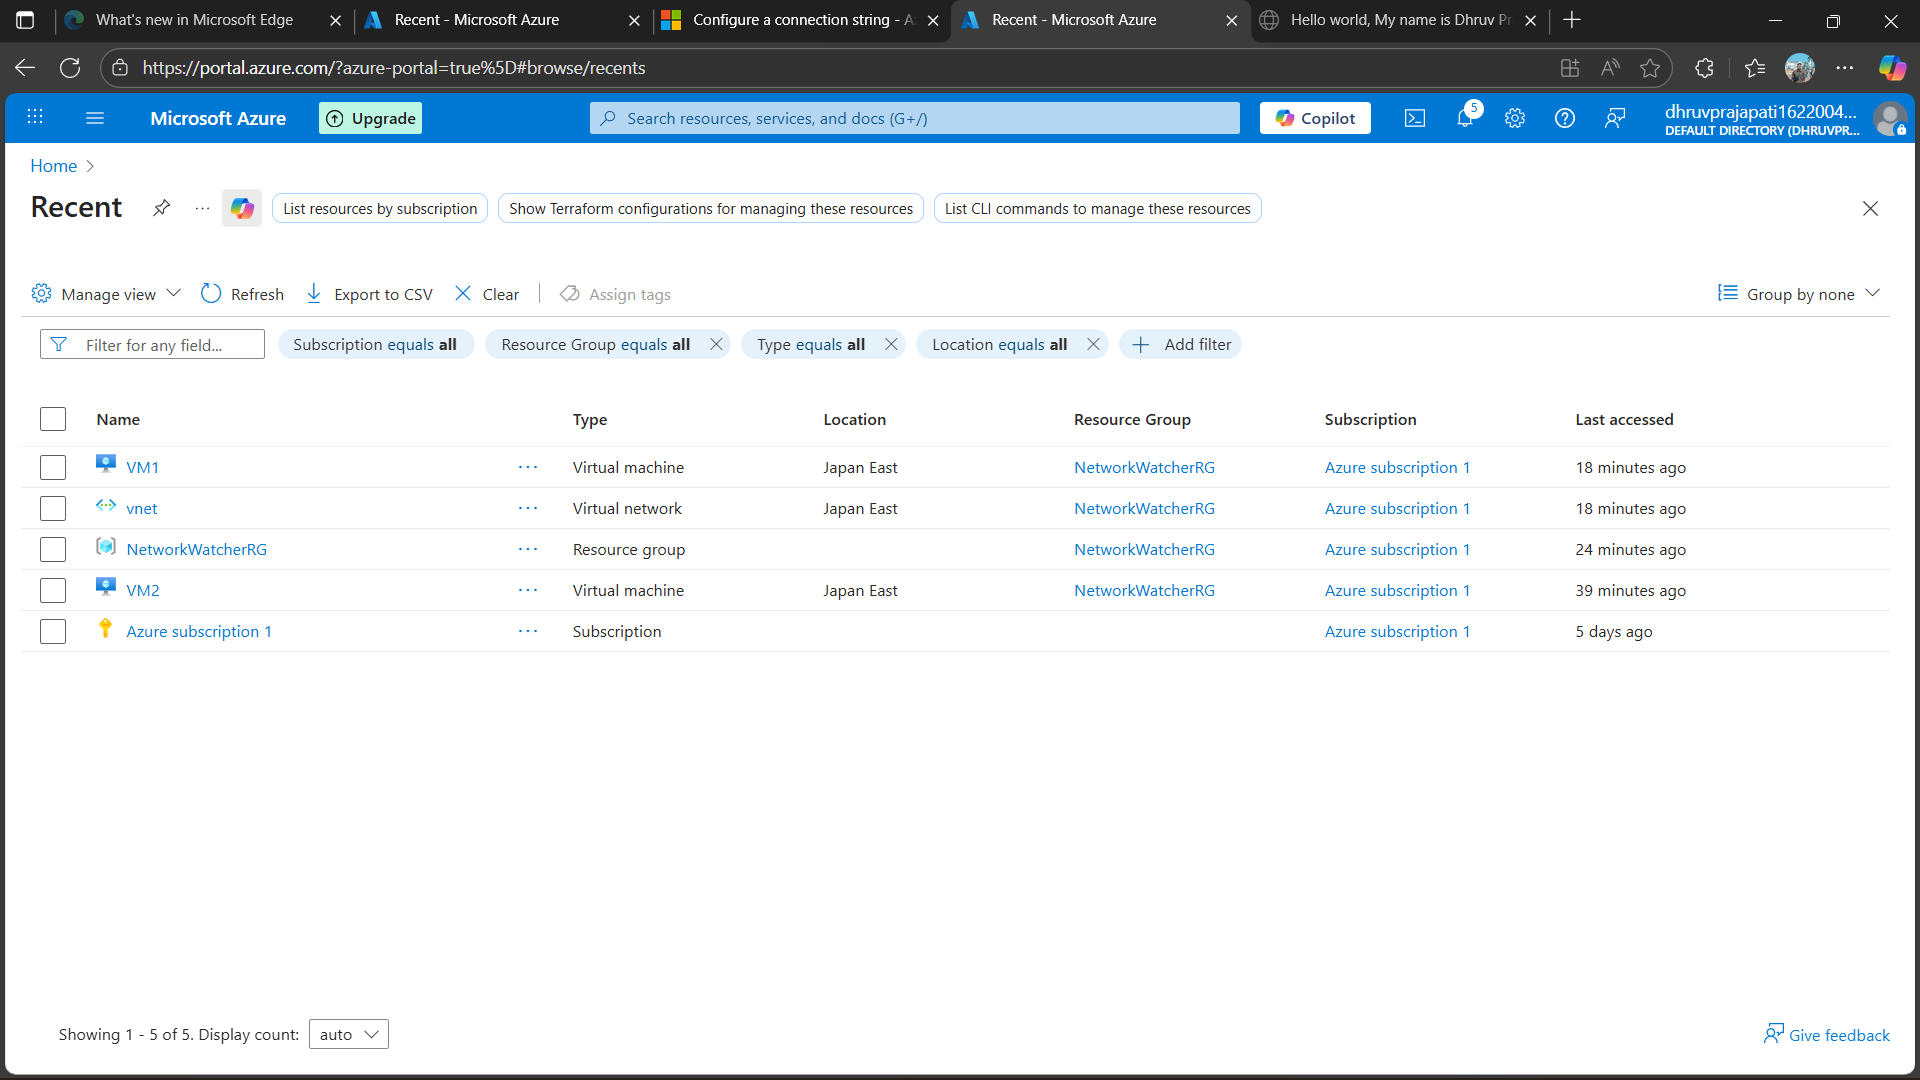 What's new in Microsoft Edge
Recent - Microsoft Azure
Configure a connection string - A
Recent - Microsoft Azure
Hello world, My name is Dhruv Pr
https://portal.azure.com/?azure-portal=true%5D#browse/recents
Microsoft Azure
Upgrade
Search resources, services, and docs (G+/)
Copilot
5
dhruvprajapati1622004...
DEFAULT DIRECTORY (DHRUVPR...
Home
Recent
List resources by subscription
Show Terraform configurations for managing these resources
List CLI commands to manage these resources
Manage view
Refresh
Export to CSV
Clear
Assign tags
Group by none
Filter for any field...
Subscription equals all
Resource Group equals all
Type equals all
Location equals all
Add filter
Name Type Location Resource Group Subscription Last accessed
VM1 ... Virtual machine Japan East NetworkWatcherRG Azure subscription 1 18 minutes ago
vnet ... Virtual network Japan East NetworkWatcherRG Azure subscription 1 18 minutes ago
NetworkWatcherRG ... Resource group NetworkWatcherRG Azure subscription 1 24 minutes ago
VM2 ... Virtual machine Japan East NetworkWatcherRG Azure subscription 1 39 minutes ago
Azure subscription 1 ... Subscription Azure subscription 1 5 days ago
Showing 1 - 5 of 5. Display count: auto
Give feedback